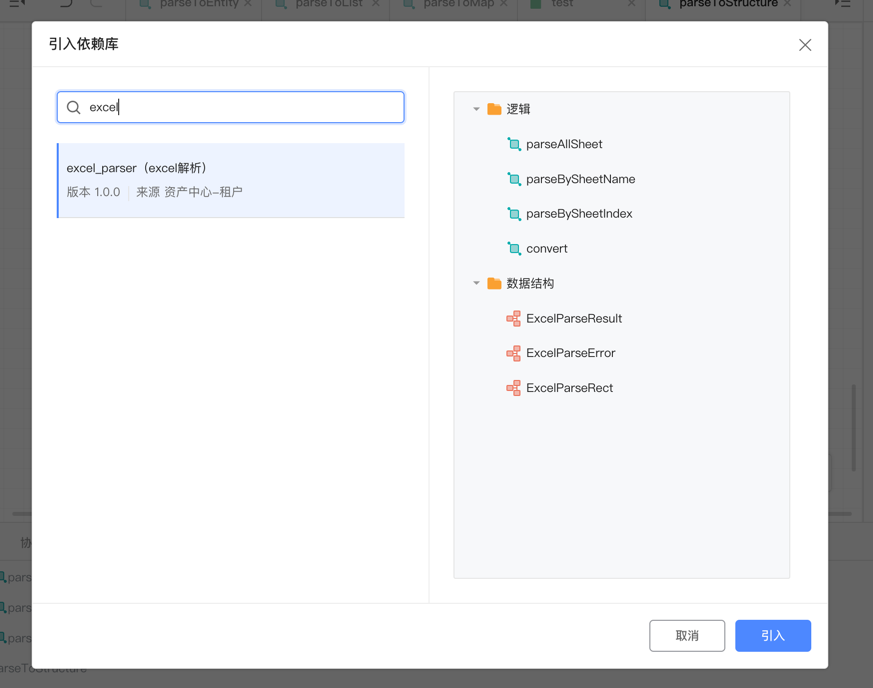 parseToEntity
parseToList
parseToMap
test
parseToStructure
引入依赖库
excel
excel_parser（excel解析）
版本 1.0.0
来源 资产中心-租户
逻辑
parseAllSheet
parseBySheetName
parseBySheetIndex
convert
数据结构
ExcelParseResult
ExcelParseError
ExcelParseRect
协
pars
pars
pars
arseToStructure
取消
引入